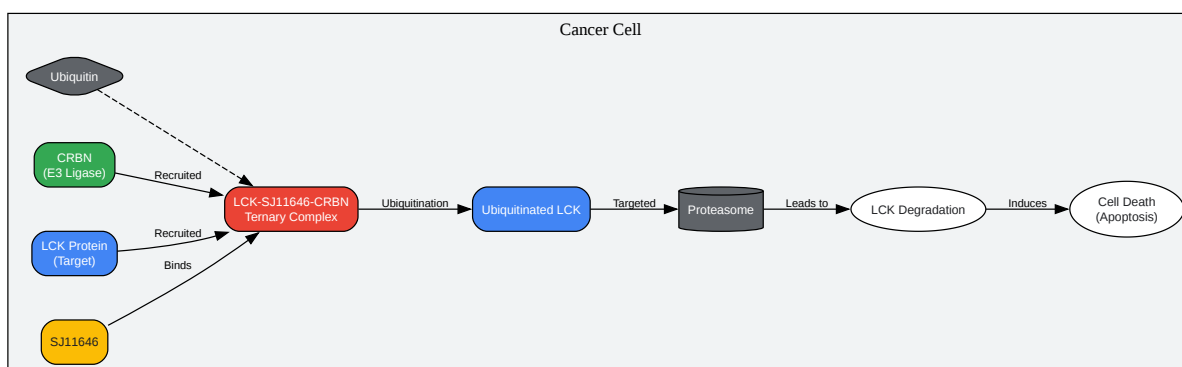 Cancer Cell
Ubiquitin
CRBN
(E3 Ligase)
Recruited
LCK Protein
(Target)
Recruited
Binds
SJ11646
LCK-SJ11646-CRBN
Ternary Complex
Ubiquitination
Ubiquitinated LCK
Targeted
Proteasome
Leads to
LCK Degradation
Induces
Cell Death
(Apoptosis)